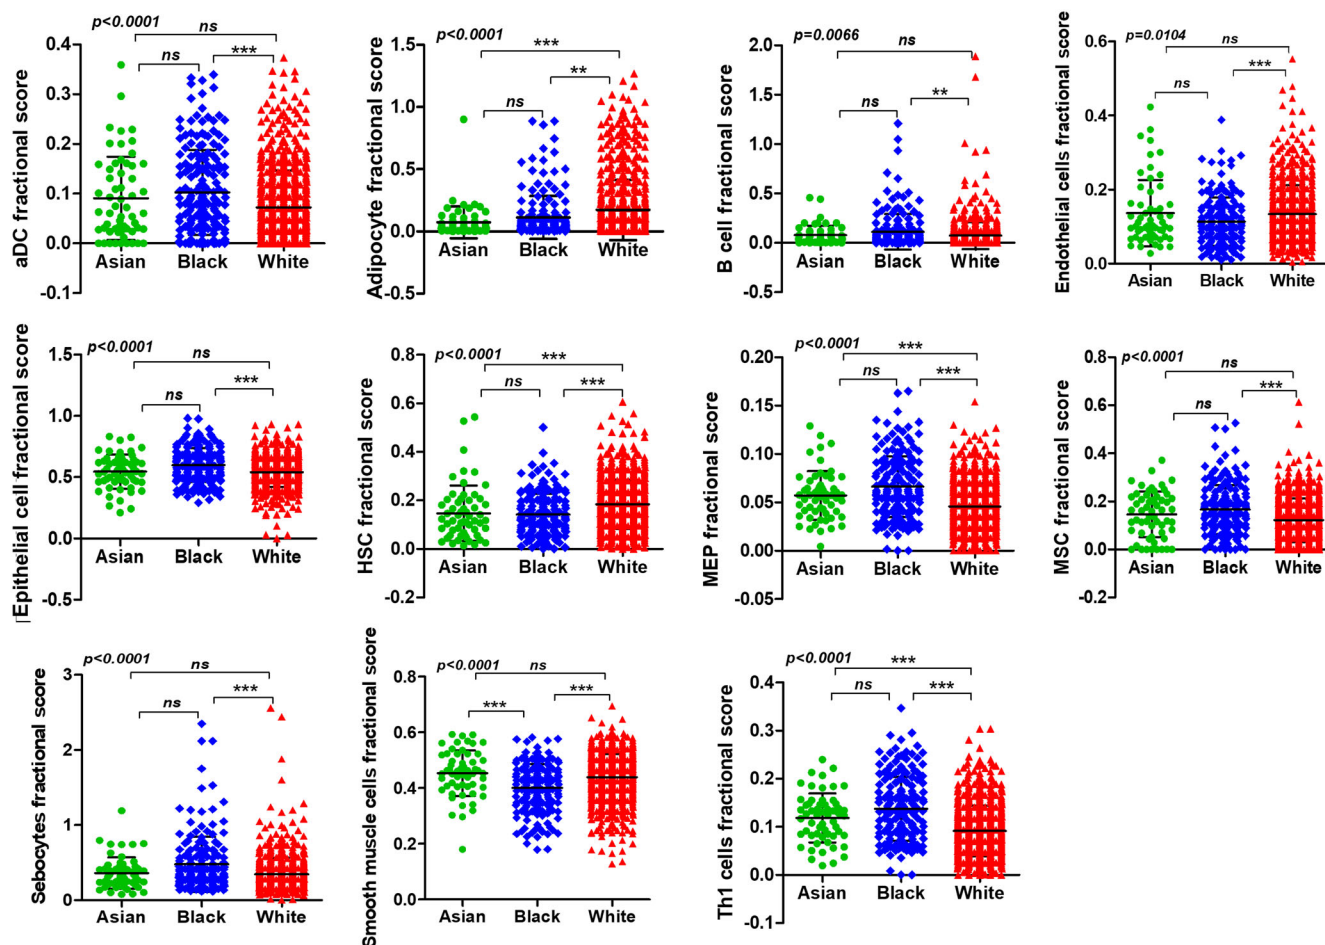 p<0.0001
ns
ns
***
aDC fractional score
0.4
0.3
0.2
0.1
0.0
-0.1
Asian Black White
p<0.0001
***
**
ns
Adipocyte fractional score
1.5
1.0
0.5
0.0
-0.5
Asian Black White
p=0.0066
ns
ns
**
B cell fractional score
2.0
1.5
1.0
0.5
0.0
-0.5
Asian Black White
p=0.0104
ns
***
ns
Endothelial cells fractional score
0.6
0.4
0.2
0.0
Asian Black White
p<0.0001
ns
ns
***
Epithelial cell fractional score
1.5
1.0
0.5
0.0
-0.5
Asian Black White
p<0.0001
***
ns
***
HSC fractional score
0.8
0.6
0.4
0.2
0.0
-0.2
Asian Black White
p<0.0001
***
ns
***
MEP fractional score
0.20
0.15
0.10
0.05
0.00
-0.05
Asian Black White
p<0.0001
ns
***
ns
MSC fractional score
0.8
0.6
0.4
0.2
0.0
-0.2
Asian Black White
p<0.0001
ns
ns
***
Sebocytes fractional score
3
2
1
0
Asian Black White
p<0.0001
ns
***
***
Smooth muscle cells fractional score
0.8
0.6
0.4
0.2
0.0
Asian Black White
p<0.0001
***
ns
***
Th1 cells fractional score
0.4
0.3
0.2
0.1
0.0
-0.1
Asian Black White